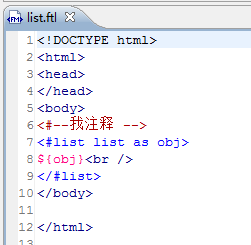 list.ftl
1 <!DOCTYPE html>
2 <html>
3 <head>
4 </head>
5 <body>
6 <#--我注释 -->
7 <#list list as obj>
8 ${obj}<br />
9 </#list>
10 </body>
11
12 </html>
13